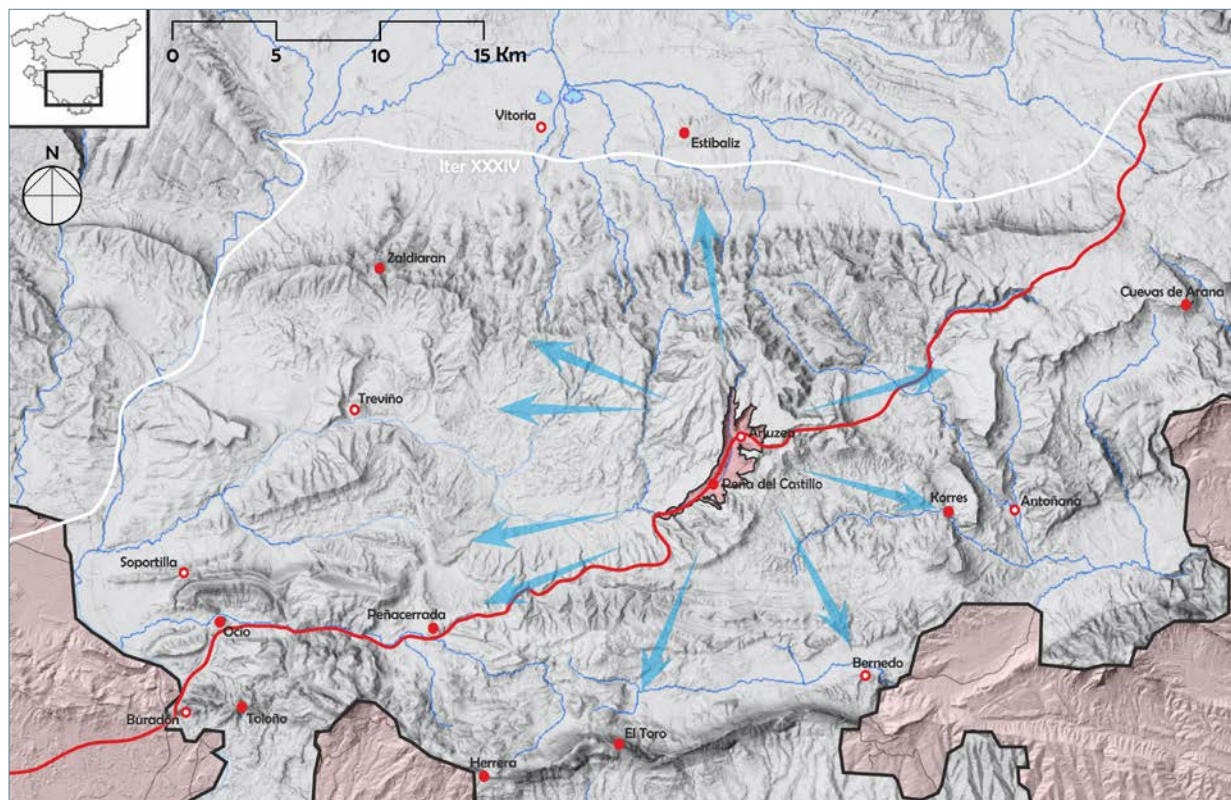 0 5 10 15 Km
N
Vitoria
Estibaliz
Iter XXXIV
Zaldiaran
Cuevas de Arana
Treviño
Arluzea
Peña del Castillo
Korres
Antoñana
Soportilla
Ocio
Peñacerrada
Bernedo
Buradón
Toloño
El Toro
Herrera